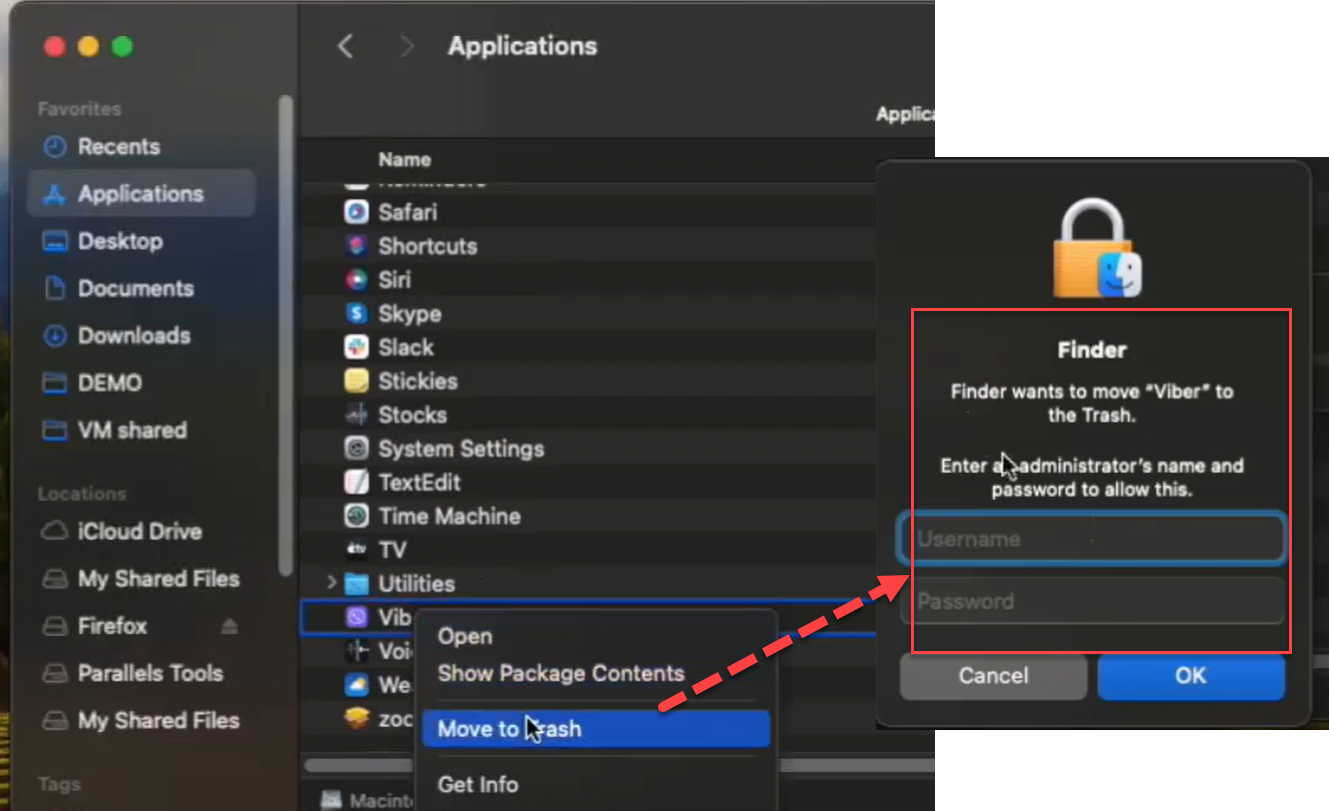 Applications
Favorites
Recents
Applications
Desktop
Documents
Downloads
DEMO
VM shared
Locations
iCloud Drive
My Shared Files
Firefox
Parallels Tools
My Shared Files
Tags
Name
Safari
Shortcuts
Siri
Skype
Slack
Stickies
Stocks
System Settings
TextEdit
Time Machine
TV
Utilities
Vib
Voi
We
zoo
Open
Show Package Contents
Move to Trash
Get Info
Finder
Finder wants to move “Viber” to
the Trash.
Enter an administrator’s name and
password to allow this.
Username
Password
Cancel
OK